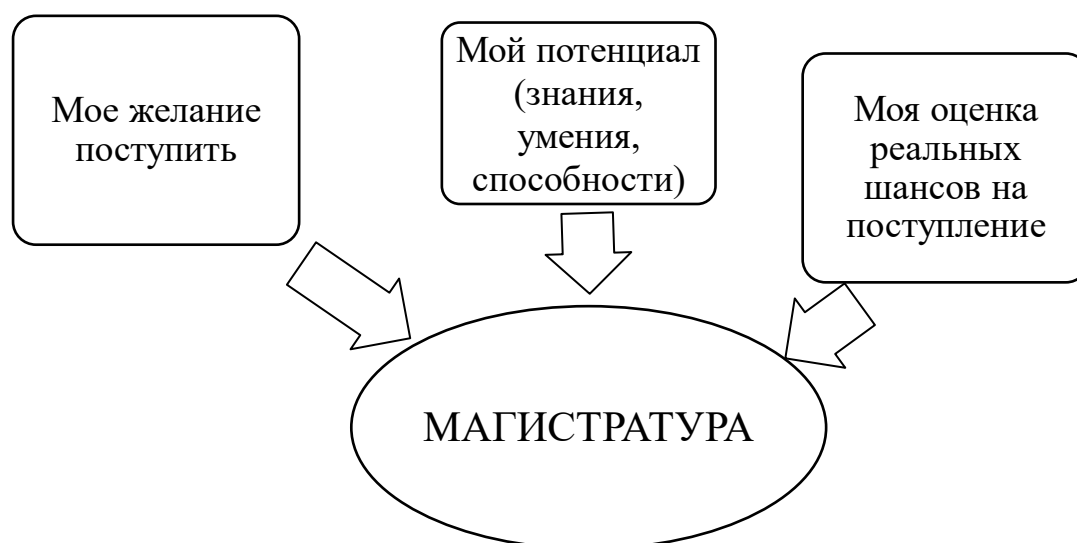 Мое желание
поступить
Мой потенциал
(знания,
умения,
способности)
Моя оценка
реальных
шансов на
поступление
МАГИСТРАТУРА